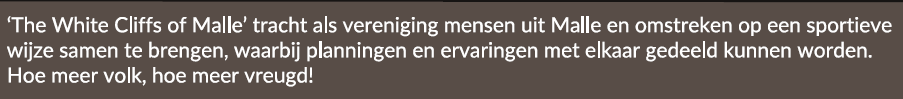 ‘The White Cliffs of Malle’ tracht als vereniging mensen uit Malle en omstreken op een sportieve
wijze samen te brengen, waarbij planningen en ervaringen met elkaar gedeeld kunnen worden.
Hoe meer volk, hoe meer vreugd!